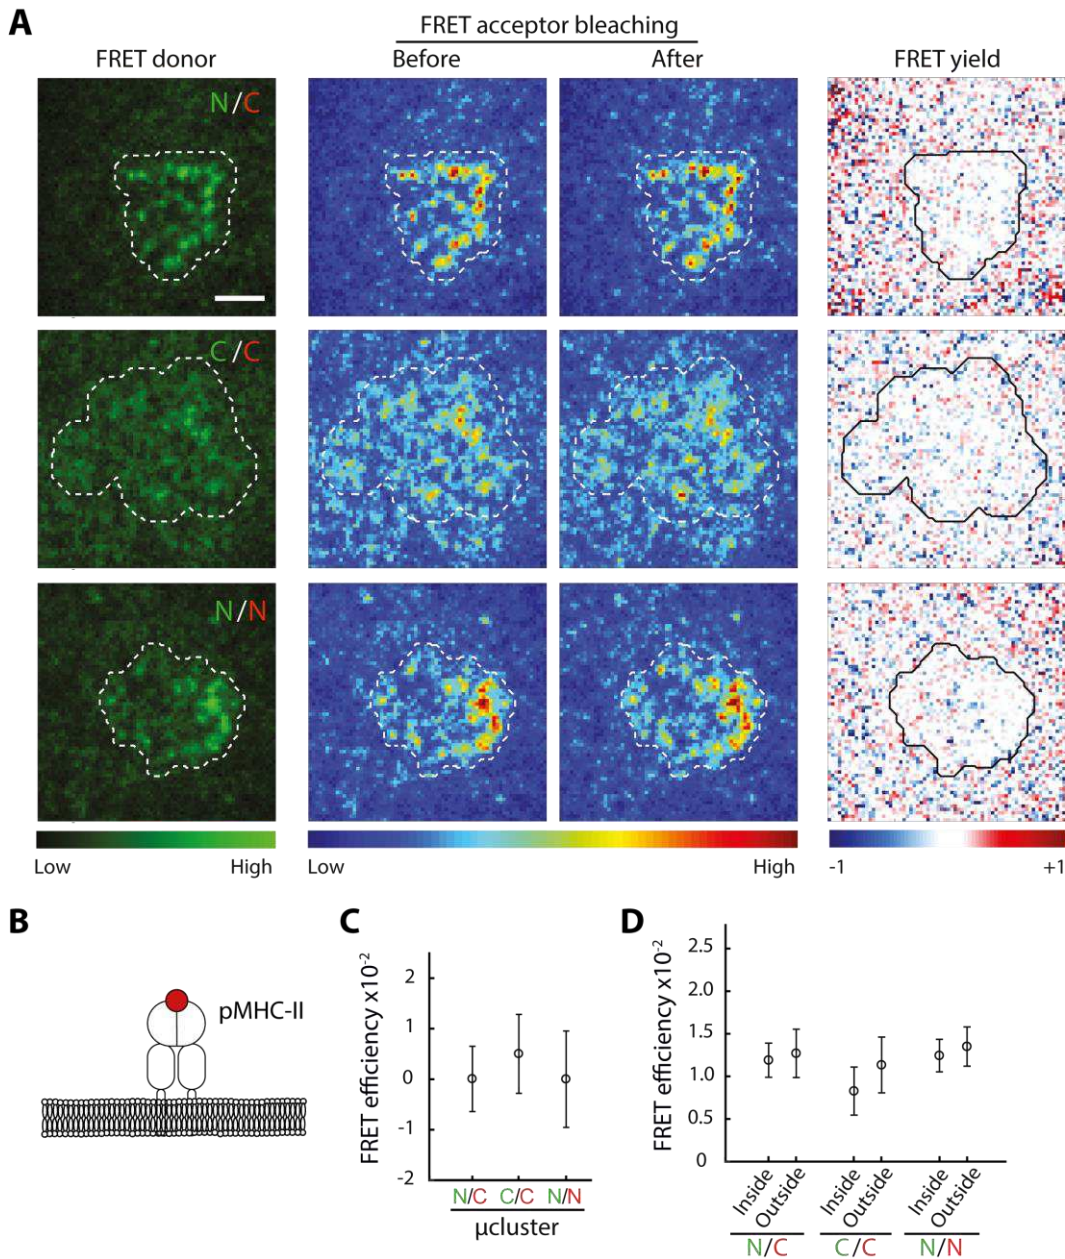 A
FRET acceptor bleaching
FRET donor
Before
After
FRET yield
N/C
C/C
N/N
Low
High
Low
High
-1
+1
B
pMHC-II
C
FRET efficiency x10⁻²
2
1
0
-1
-2
N/C
C/C
N/N
μcluster
D
FRET efficiency x10⁻²
2.5
2.0
1.5
1.0
0.5
0
Inside
Outside
Inside
Outside
Inside
Outside
N/C
C/C
N/N